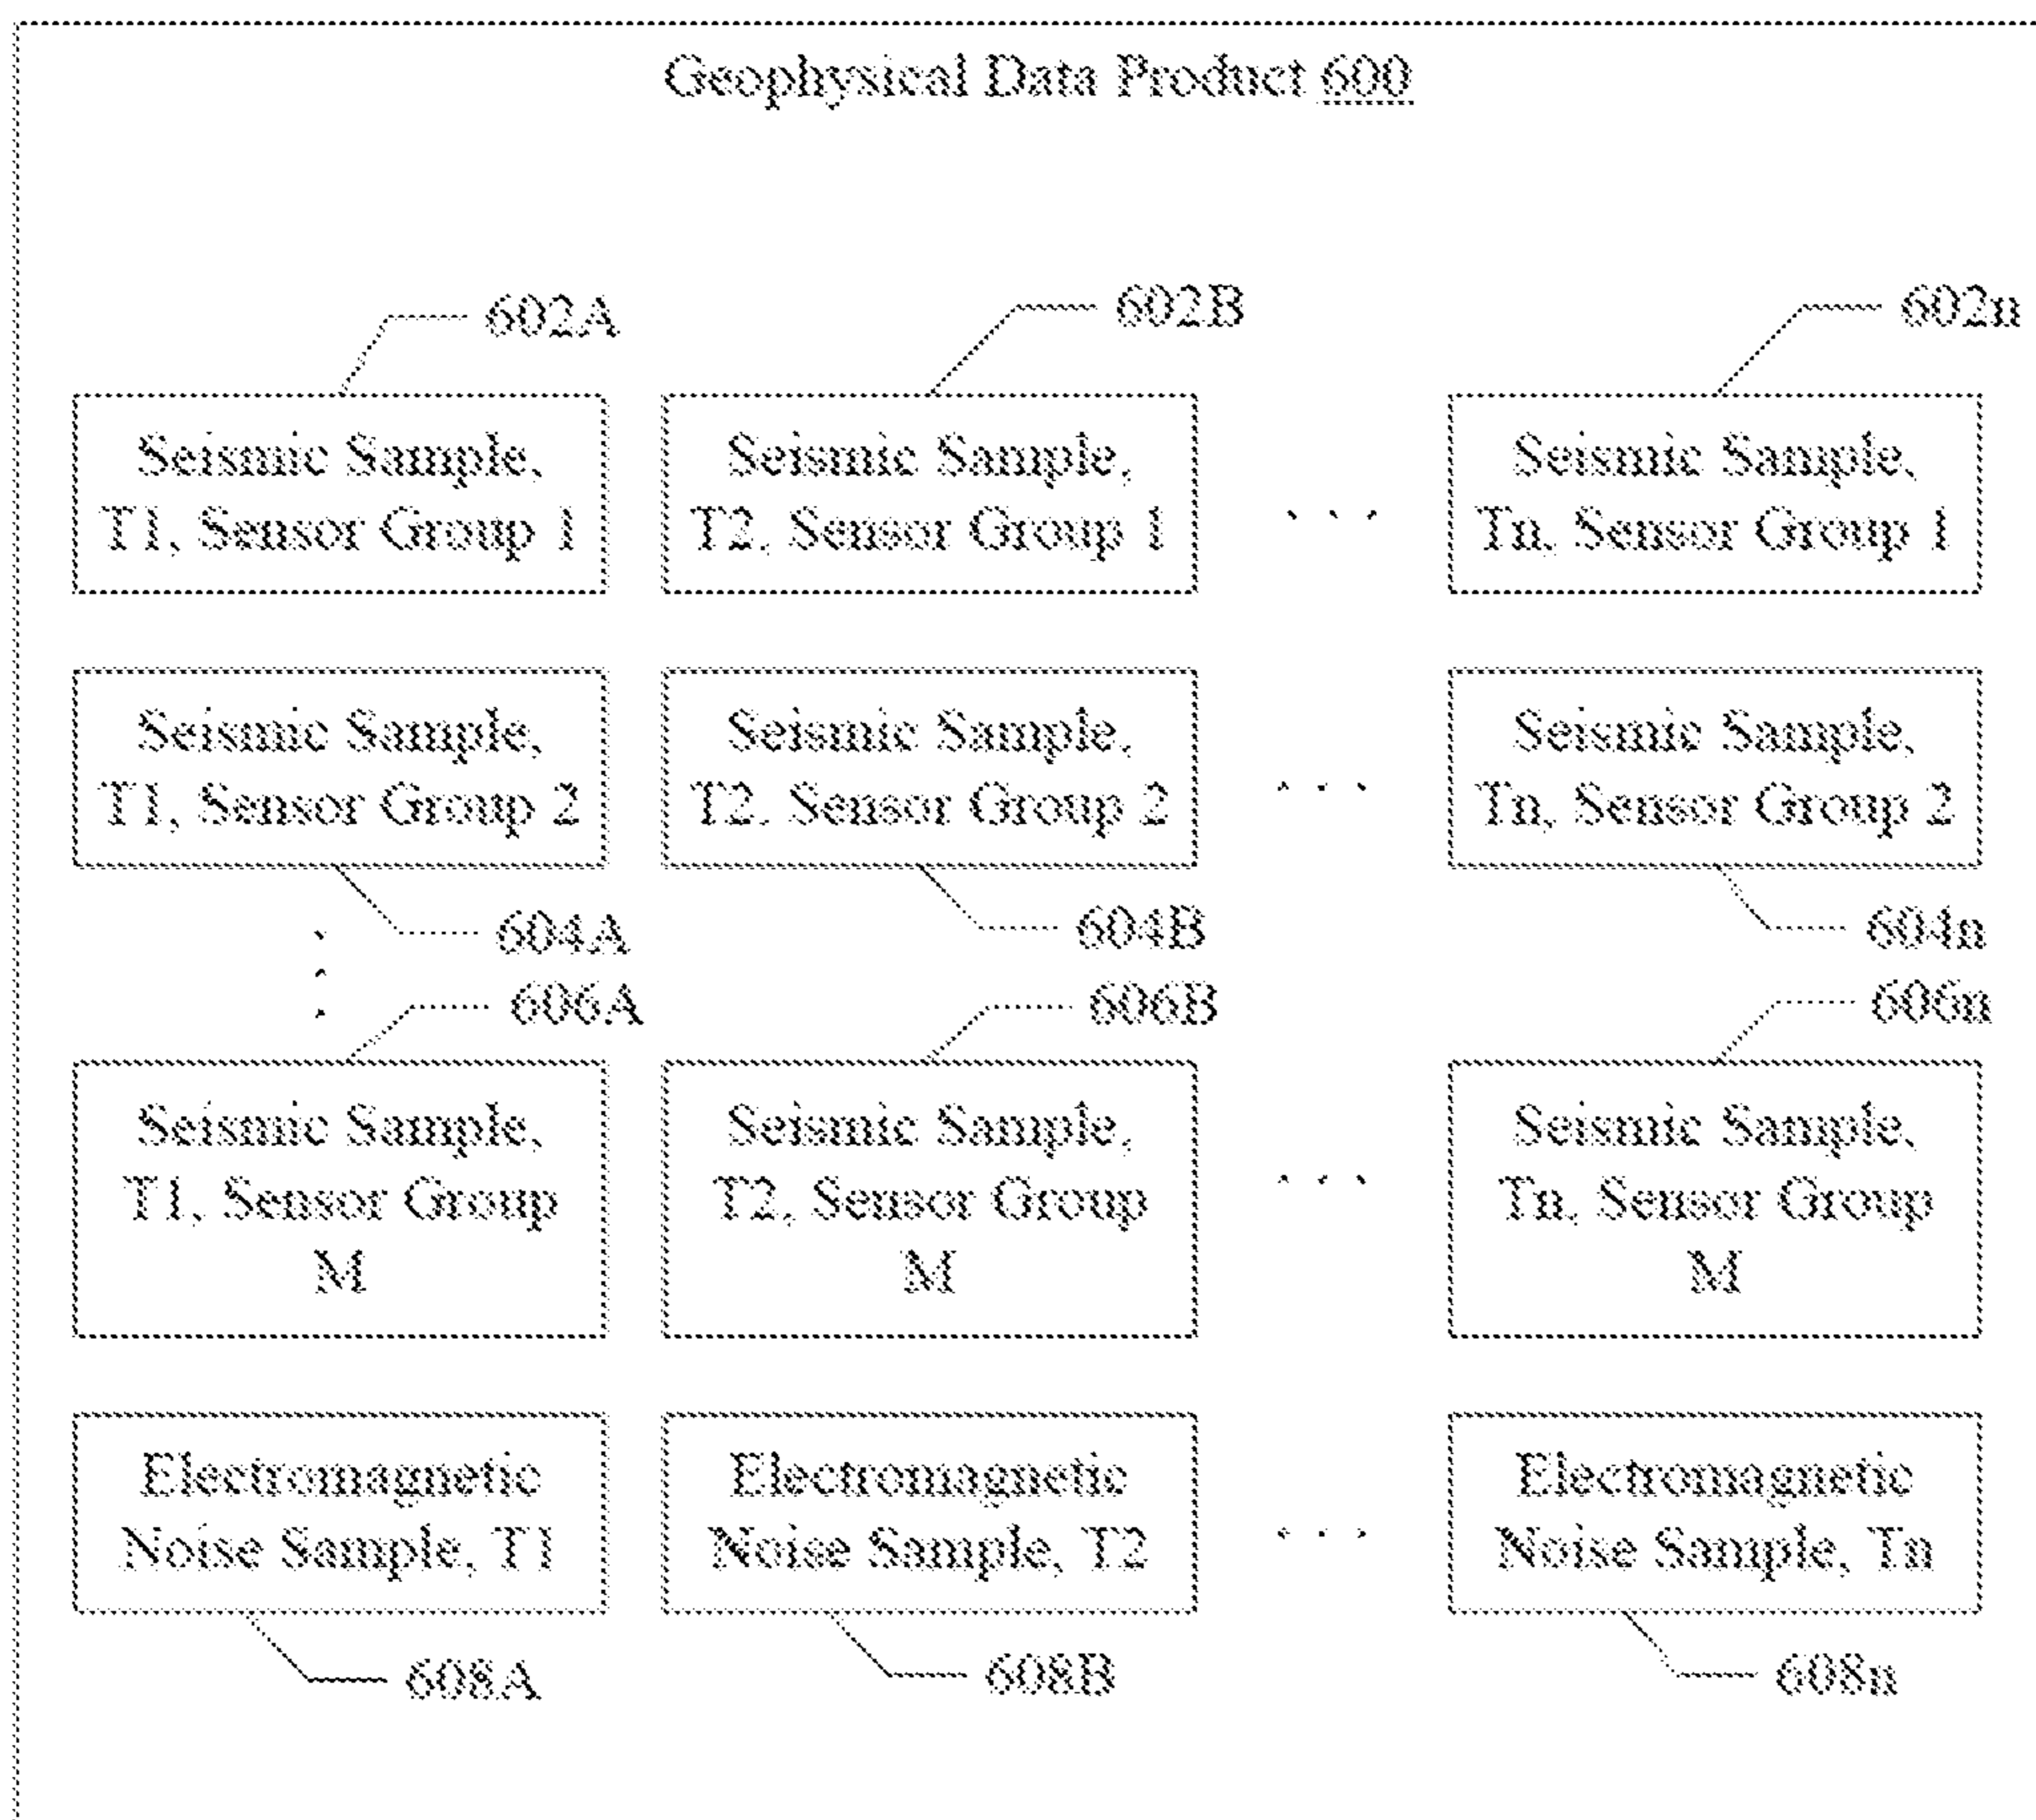 Geophysical Data Product 600
602A
602B
602n
Seismic Sample,
T1, Sensor Group 1
Seismic Sample,
T2, Sensor Group 1
. . .
Seismic Sample,
Tn, Sensor Group 1
Seismic Sample,
T1, Sensor Group 2
Seismic Sample,
T2, Sensor Group 2
. . .
Seismic Sample,
Tn, Sensor Group 2
604A
604B
604n
606A
606B
606n
Seismic Sample,
T1, Sensor Group
M
Seismic Sample,
T2, Sensor Group
M
. . .
Seismic Sample,
Tn, Sensor Group
M
Electromagnetic
Noise Sample, T1
Electromagnetic
Noise Sample, T2
. . .
Electromagnetic
Noise Sample, Tn
608A
608B
608n